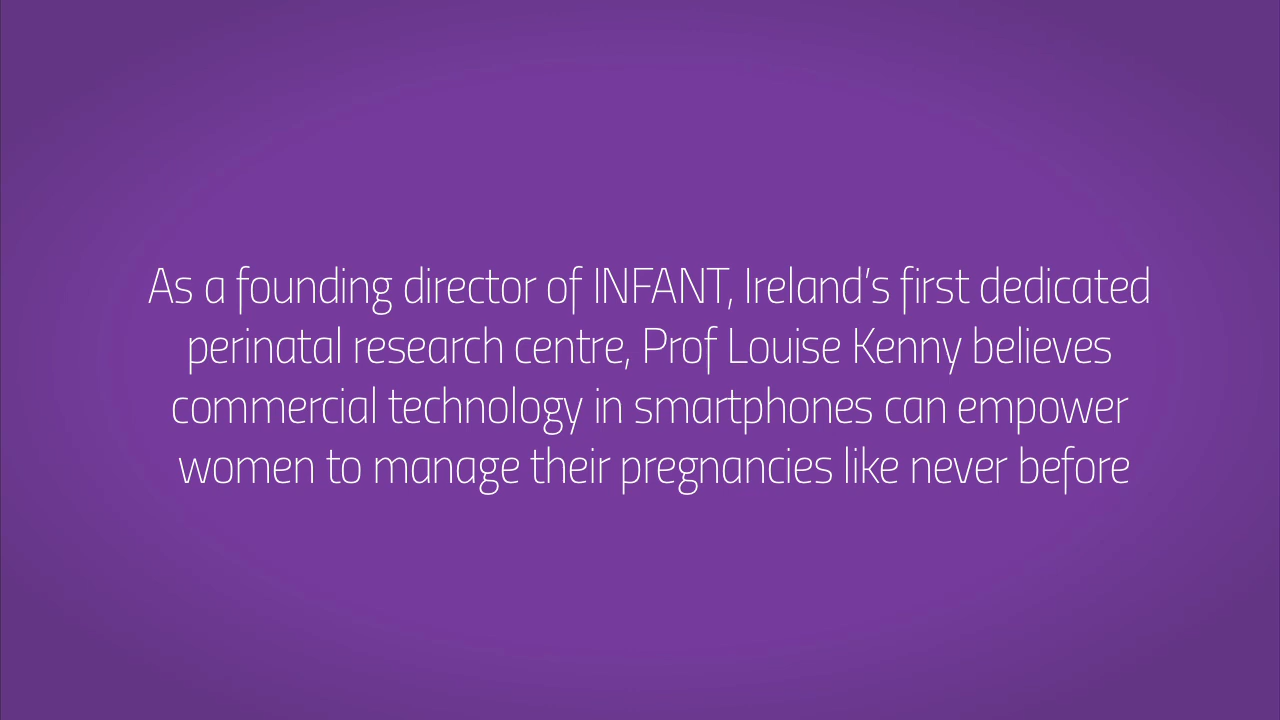 As a founding director of INFANT, Ireland's first dedicated
perinatal research centre, Prof Louise Kenny believes
commercial technology in smartphones can empower
women to manage their pregnancies like never before